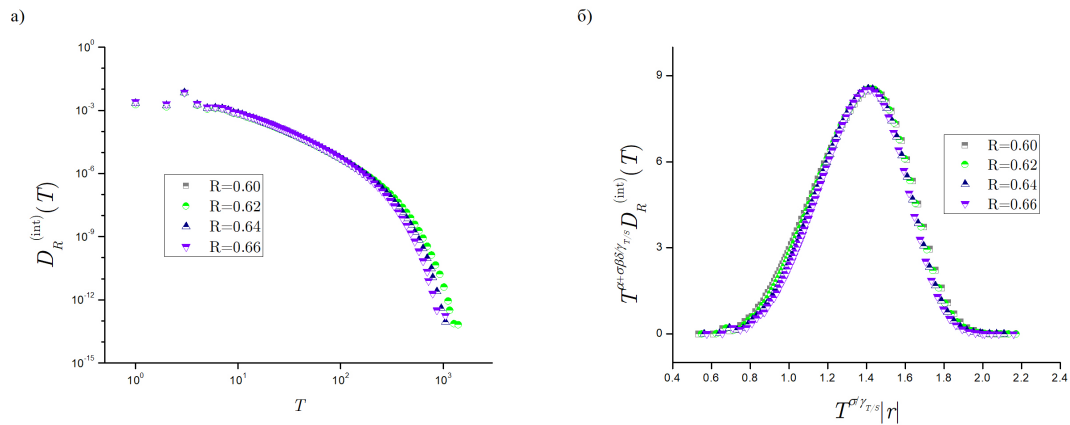 а)
б)
10^0
10^-3
10^-6
10^-9
10^-12
10^-15
D_R^(int)(T)
R=0.60
R=0.62
R=0.64
R=0.66
10^0 10^1 10^2 10^3
T
9
6
3
0
T^(α+σβδ/γ_T/S) D_R^(int)(T)
R=0.60
R=0.62
R=0.64
R=0.66
0.4 0.6 0.8 1.0 1.2 1.4 1.6 1.8 2.0 2.2 2.4
T^(σ/γ_T/S)|r|